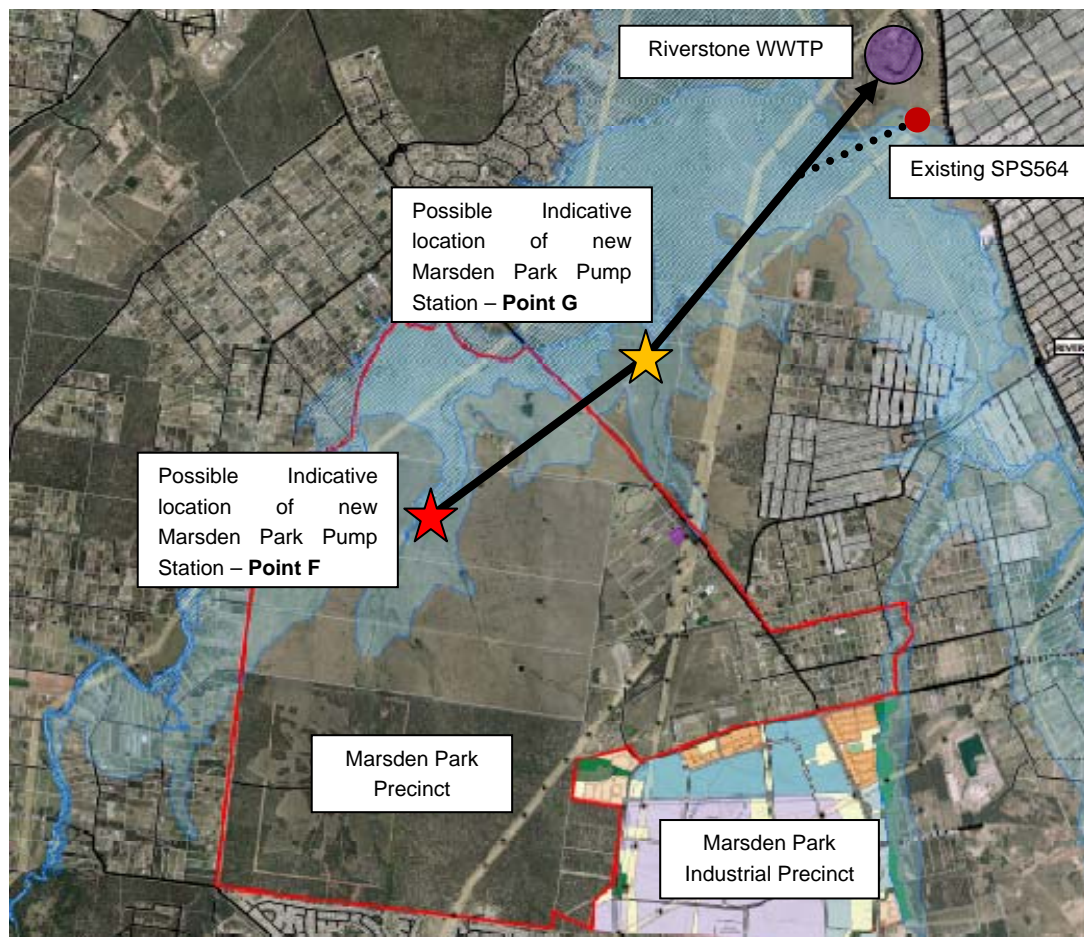 Riverstone WWTP
Existing SPS564
Possible Indicative
location of new
Marsden Park Pump
Station – Point G
Possible Indicative
location of new
Marsden Park Pump
Station – Point F
Marsden Park
Precinct
Marsden Park
Industrial Precinct